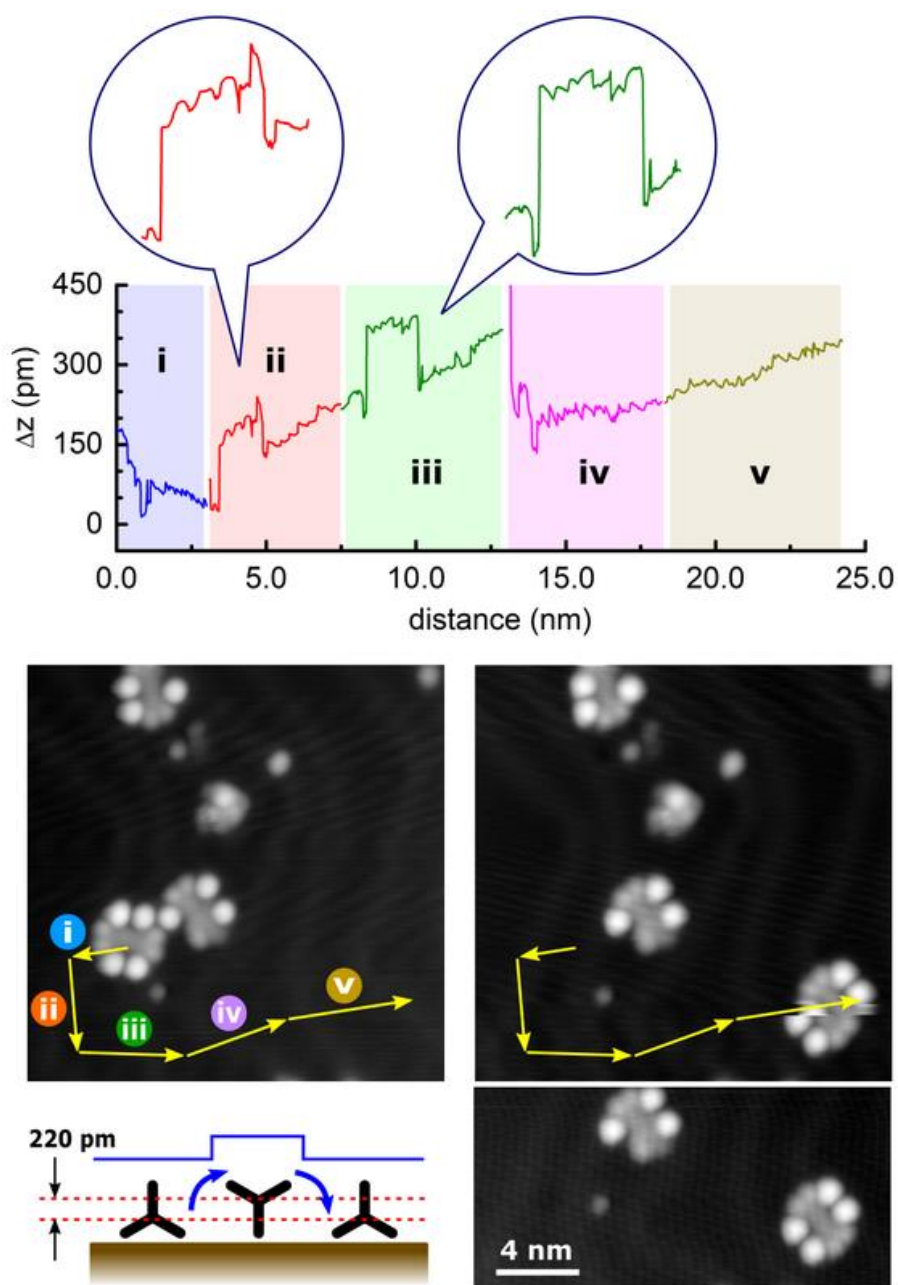 450
300
150
0
Δz (pm)
i
ii
iii
iv
v
0.0
5.0
10.0
15.0
20.0
25.0
distance (nm)
i
ii
iii
iv
v
220 pm
4 nm